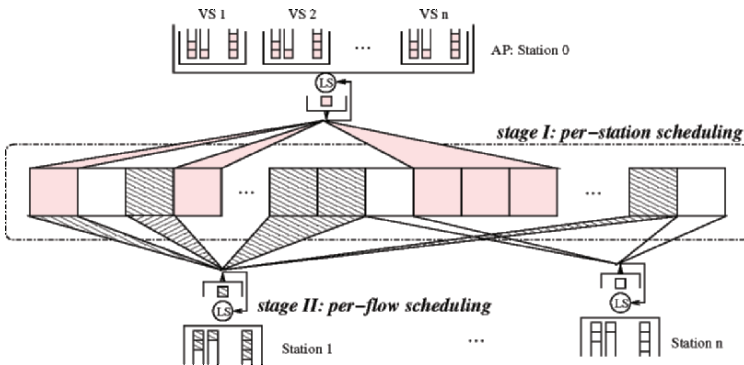 VS 1 VS 2 VS n
...
AP: Station 0
LS
stage I: per-station scheduling
... ...
stage II: per-flow scheduling
LS LS
Station 1 ... Station n